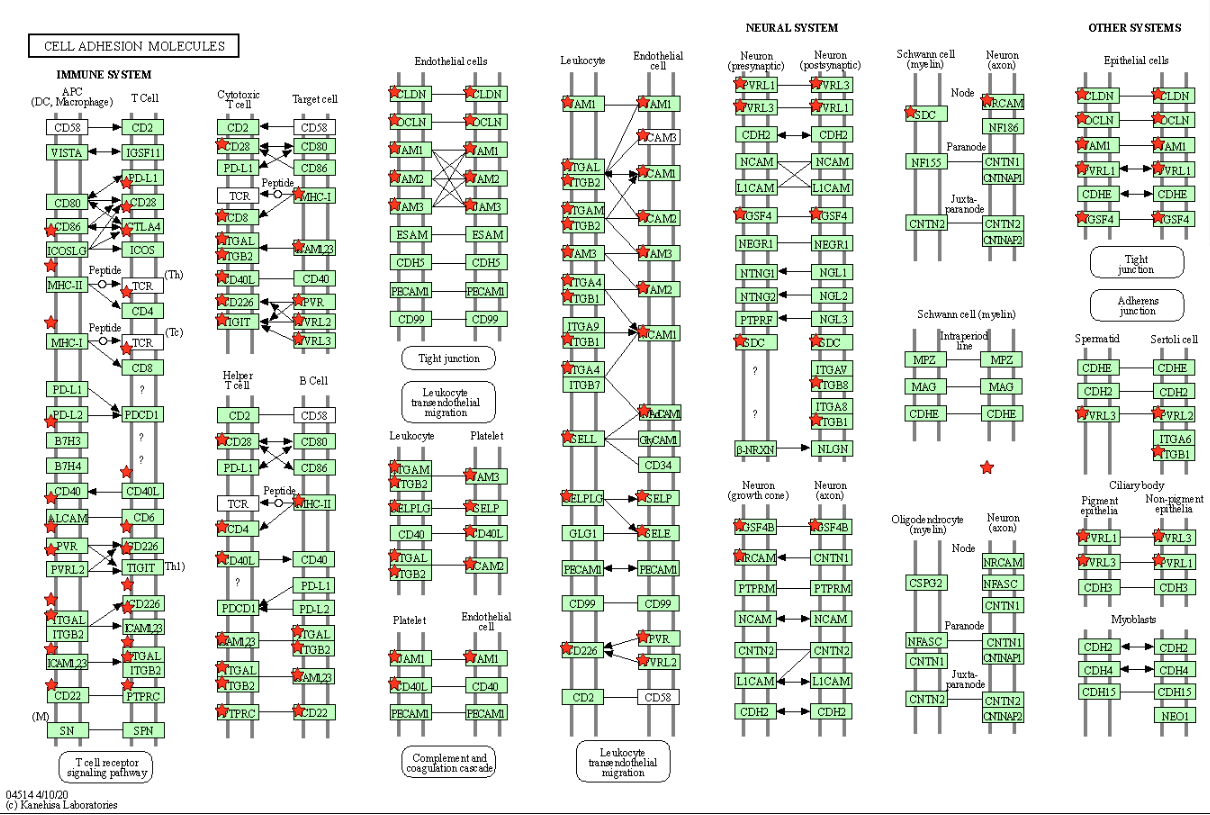 CELL ADHESION MOLECULES
IMMUNE SYSTEM
APC
(DC, Macrophage)
T Cell
CD58
CD2
VISTA
IGSF11
PD-L1
CD80
CD28
CD86
CTLA4
ICOSLG
ICOS
Peptide
(Th)
MHC-II
TCR
CD4
Peptide
(Tc)
MHC-I
TCR
CD8
PD-L1
?
PD-L2
PDCD1
B7H3
?
B7H4
?
CD40
CD40L
ALCAM
CD6
PVR
CD226
PVRL2
TIGIT
Th1)
ITGAL
CD226
ITGB2
ICAM1,23
ICAM1,23
ITGAL
ITGB2
CD22
PTPRC
(M)
SN
SPN
T cell receptor
signaling pathway
04514 4/10/20
(c) Kanehisa Laboratories
Cytotoxic
T cell
Target cell
CD2
CD58
CD28
CD80
PD-L1
CD86
Peptide
TCR
MHC-I
CD8
ITGAL
ITGB2
ICAM1,23
CD40L
CD40
CD226
PVR
TIGIT
PVRL2
PVRL3
Helper
T cell
B Cell
CD2
CD58
CD28
CD80
PD-L1
CD86
Peptide
TCR
MHC-II
CD4
CD40L
CD40
?
PD-L1
PDCD1
PD-L2
ICAM1,23
ITGAL
ITGB2
ITGAL
ITGB2
ICAM1,23
PTPRC
CD22
Endothelial cells
CLDN
CLDN
OCLN
OCLN
JAM1
JAM1
JAM2
JAM2
JAM3
JAM3
ESAM
ESAM
CDH5
CDH5
PECAM1
PECAM1
CD99
CD99
Tight junction
Leukocyte
transendothelial
migration
Leukocyte
Platelet
ITGAM
ITGB2
JAM3
SELPLG
SELP
CD40
CD40L
ITGAL
ITGB2
ICAM2
Platelet
Endothelial
cell
JAM1
JAM1
CD40L
CD40
PECAM1
PECAM1
Complement and
coagulation cascade
Leukocyte
Endothelial
cell
JAM1
JAM1
ICAM3
ITGAL
ITGB2
ICAM1
ITGAM
ITGB2
ICAM2
JAM3
JAM3
ITGA4
ITGB1
JAM2
ITGA9
ITGB1
VCAM1
ITGA4
ITGB7
MAdCAM1
SELL
GlyCAM1
CD34
SELPLG
SELP
GLG1
SELE
PECAM1
PECAM1
CD99
CD99
CD226
PVR
PVRL2
CD2
CD58
Leukocyte
transendothelial
migration
NEURAL SYSTEM
Neuron
(presynaptic)
Neuron
(postsynaptic)
PVRL1
PVRL3
PVRL3
PVRL1
CDH2
CDH2
NCAM
NCAM
L1CAM
L1CAM
IGSF4
IGSF4
NEGR1
NEGR1
NTNG1
NGL1
NTNG2
NGL2
PTPRF
NGL3
SDC
SDC
?
ITGAV
ITGB8
?
ITGA8
ITGB1
β-NRXN
NLGN
Neuron
(growth cone)
Neuron
(axon)
IGSF4B
IGSF4B
NRCAM
CNTN1
PTPRM
PTPRM
NCAM
NCAM
CNTN2
CNTN2
L1CAM
L1CAM
CDH2
CDH2
Schwann cell
(myelin)
Neuron
(axon)
Node
NRCAM
SDC
NF186
Paranode
NF155
CNTN1
CNTNAP1
Juxta-
paranode
CNTN2
CNTN2
CNTNAP2
Schwann cell (myelin)
Intraperiod
line
MPZ
MPZ
MAG
MAG
CDHE
CDHE
Oligodendrocyte
(myelin)
Neuron
(axon)
Node
NRCAM
CSPG2
NFASC
CNTN1
Paranode
NFASC
CNTN1
CNTN1
CNTNAP1
Juxta-
paranode
CNTN2
CNTN2
CNTNAP2
OTHER SYSTEMS
Epithelial cells
CLDN
CLDN
OCLN
OCLN
JAM1
JAM1
PVRL1
PVRL1
CDHE
CDHE
IGSF4
IGSF4
Tight
junction
Adherens
junction
Spermatid
Sertoli cell
CDHE
CDHE
CDH2
CDH2
PVRL3
PVRL2
ITGA6
ITGB1
Ciliary body
Pigment
epithelia
Non-pigment
epithelia
PVRL1
PVRL3
PVRL3
PVRL1
CDH3
CDH3
Myoblasts
CDH2
CDH2
CDH4
CDH4
CDH15
CDH15
NEO1